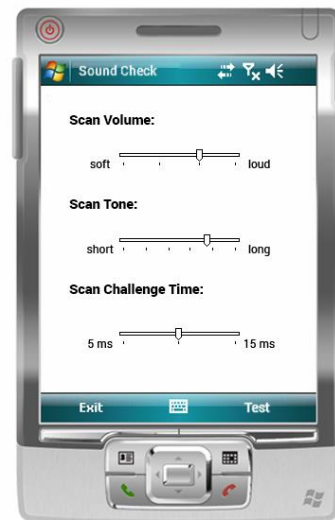 Sound Check
Scan Volume:
soft loud
Scan Tone:
short long
Scan Challenge Time:
5 ms 15 ms
Exit Test